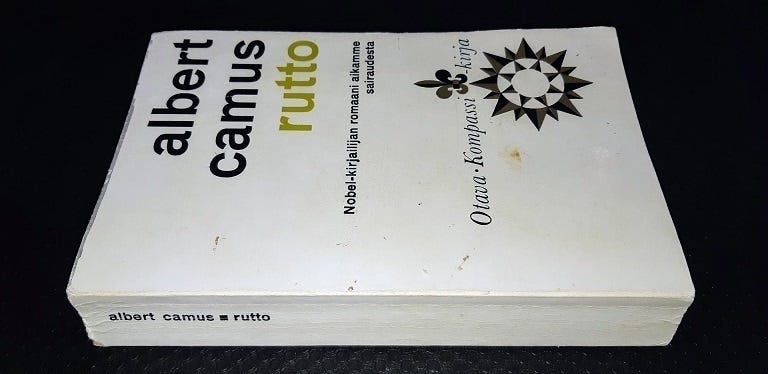 albert
camus
rutto
Nobel-kirjailijan romaani aikamme
sairaudesta
Otava · Kompassi -kirja
albert camus ■ rutto